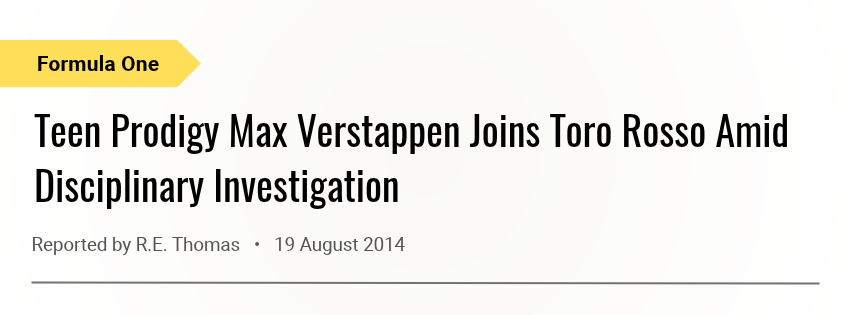 Formula One
Teen Prodigy Max Verstappen Joins Toro Rosso Amid
Disciplinary Investigation
Reported by R.E. Thomas • 19 August 2014